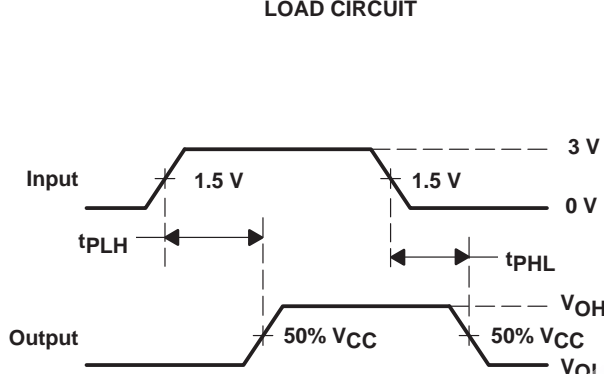 LOAD CIRCUIT
3 V
Input
1.5 V
1.5 V
0 V
tPLH
tPHL
VOH
Output
50% VCC
50% VCC
VOL